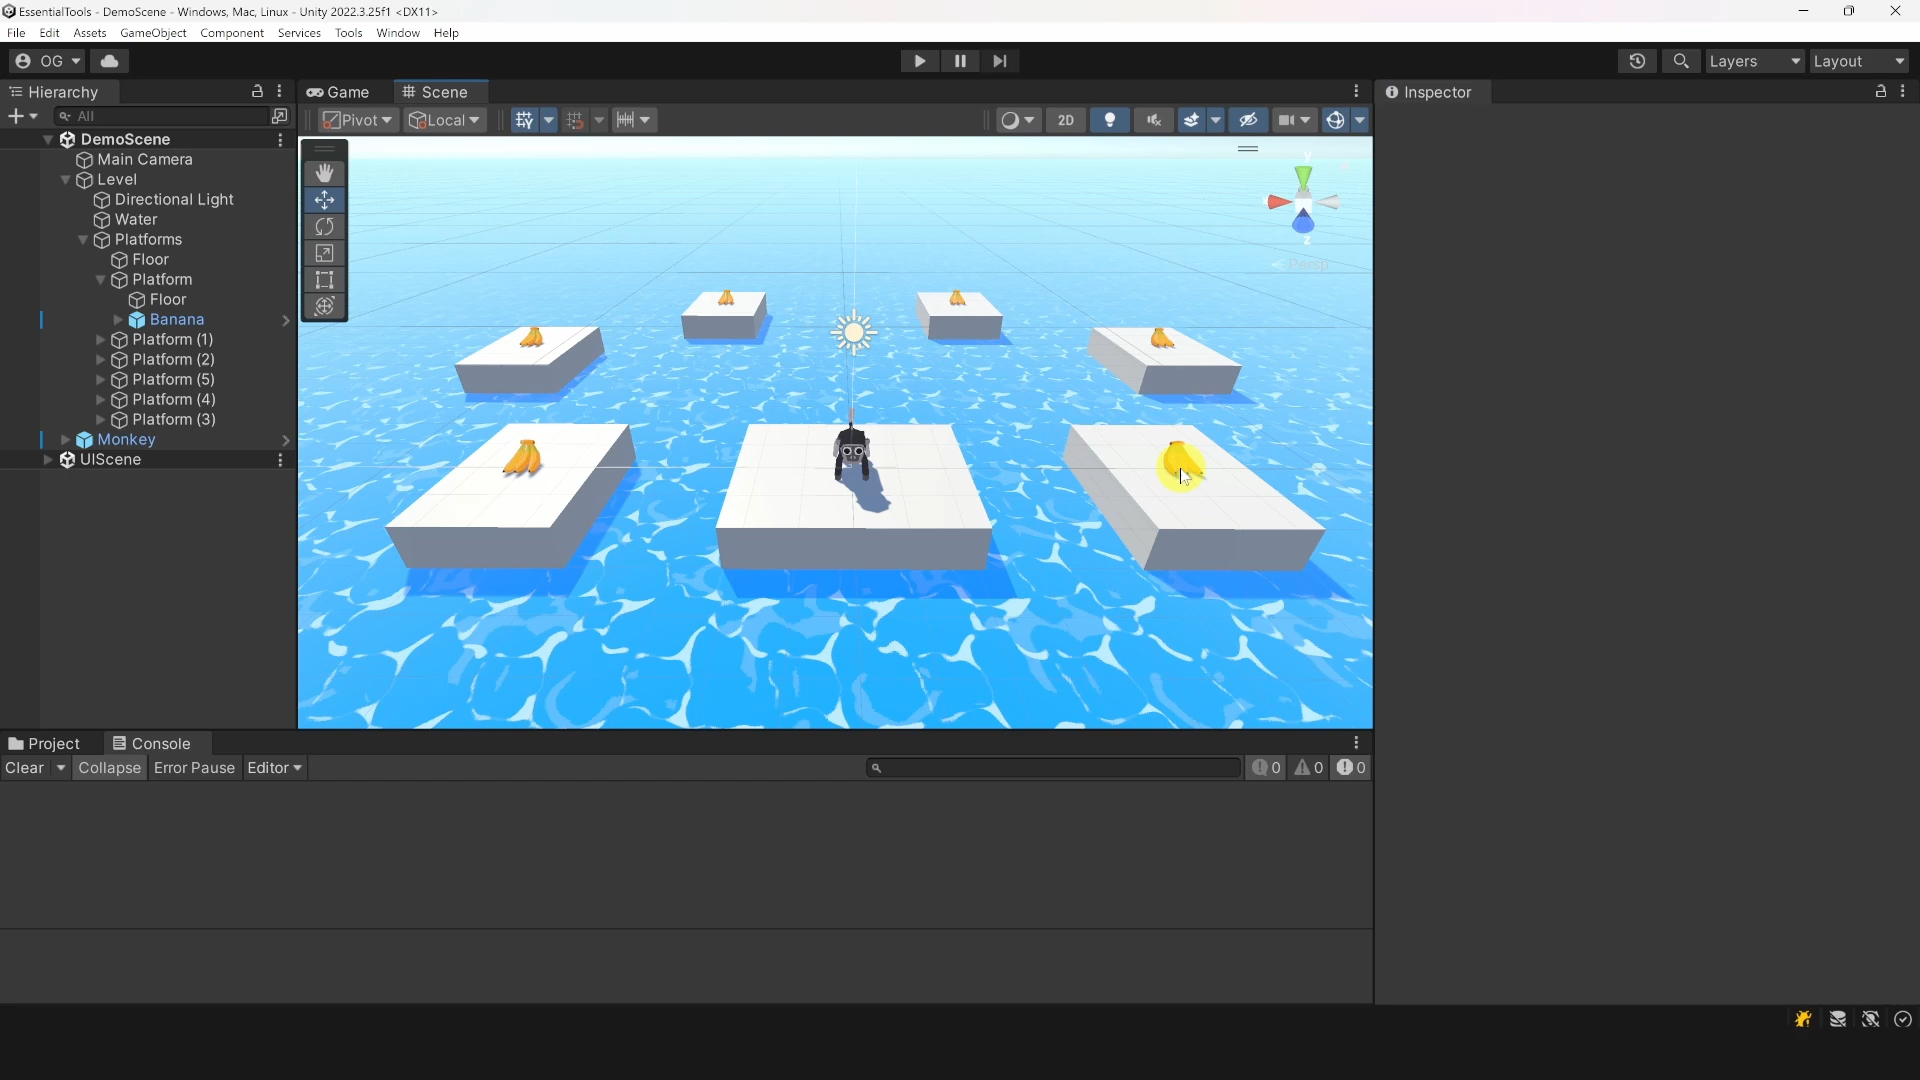 EssentialTools - DemoScene - Windows, Mac, Linux - Unity 2022.3.25f1 <DX11>
File Edit Assets GameObject Component Services Tools Window Help
OG Layers Layout
Hierarchy Game Scene Inspector
All Pivot Local 2D
DemoScene
Main Camera
Level
Directional Light
Water
Platforms
Floor
Platform
Floor
Banana
Platform (1)
Platform (2)
Platform (5)
Platform (4)
Platform (3)
Monkey
UIScene
y
z
Persp
Project Console
Clear Collapse Error Pause Editor 0 0 0